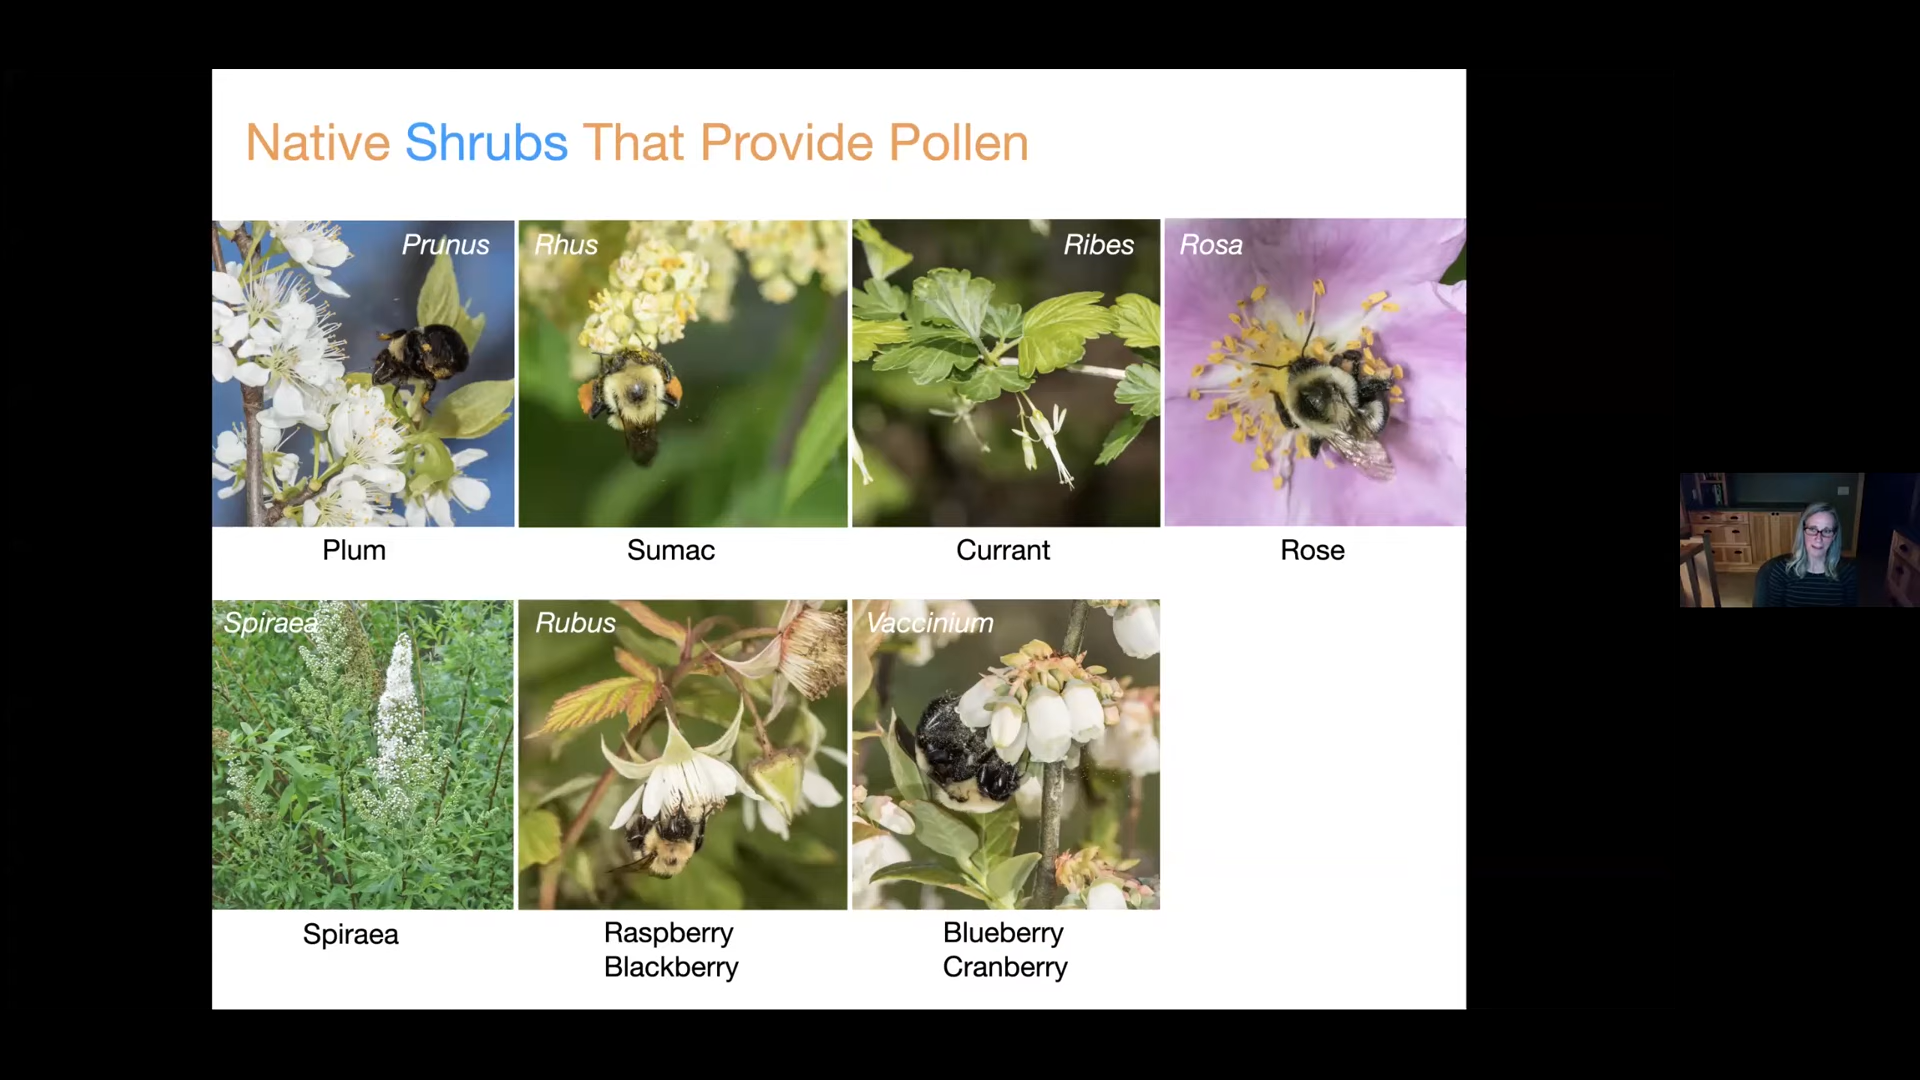 Native Shrubs That Provide Pollen
Prunus
Rhus
Ribes
Rosa
Plum
Sumac
Currant
Rose
Spiraea
Rubus
Vaccinium
Spiraea
Raspberry
Blackberry
Blueberry
Cranberry